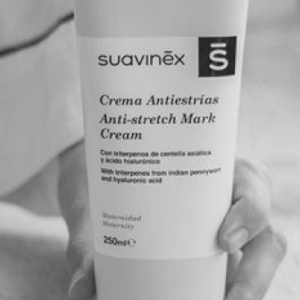 suavinēx S̄
Crema Antiestrías
Anti-stretch Mark
Cream
Con triterpenos de centella asiática
y ácido hialurónico
With triterpenes from indian pennywort
and hyaluronic acid
Maternidad
Maternity
250ml℮